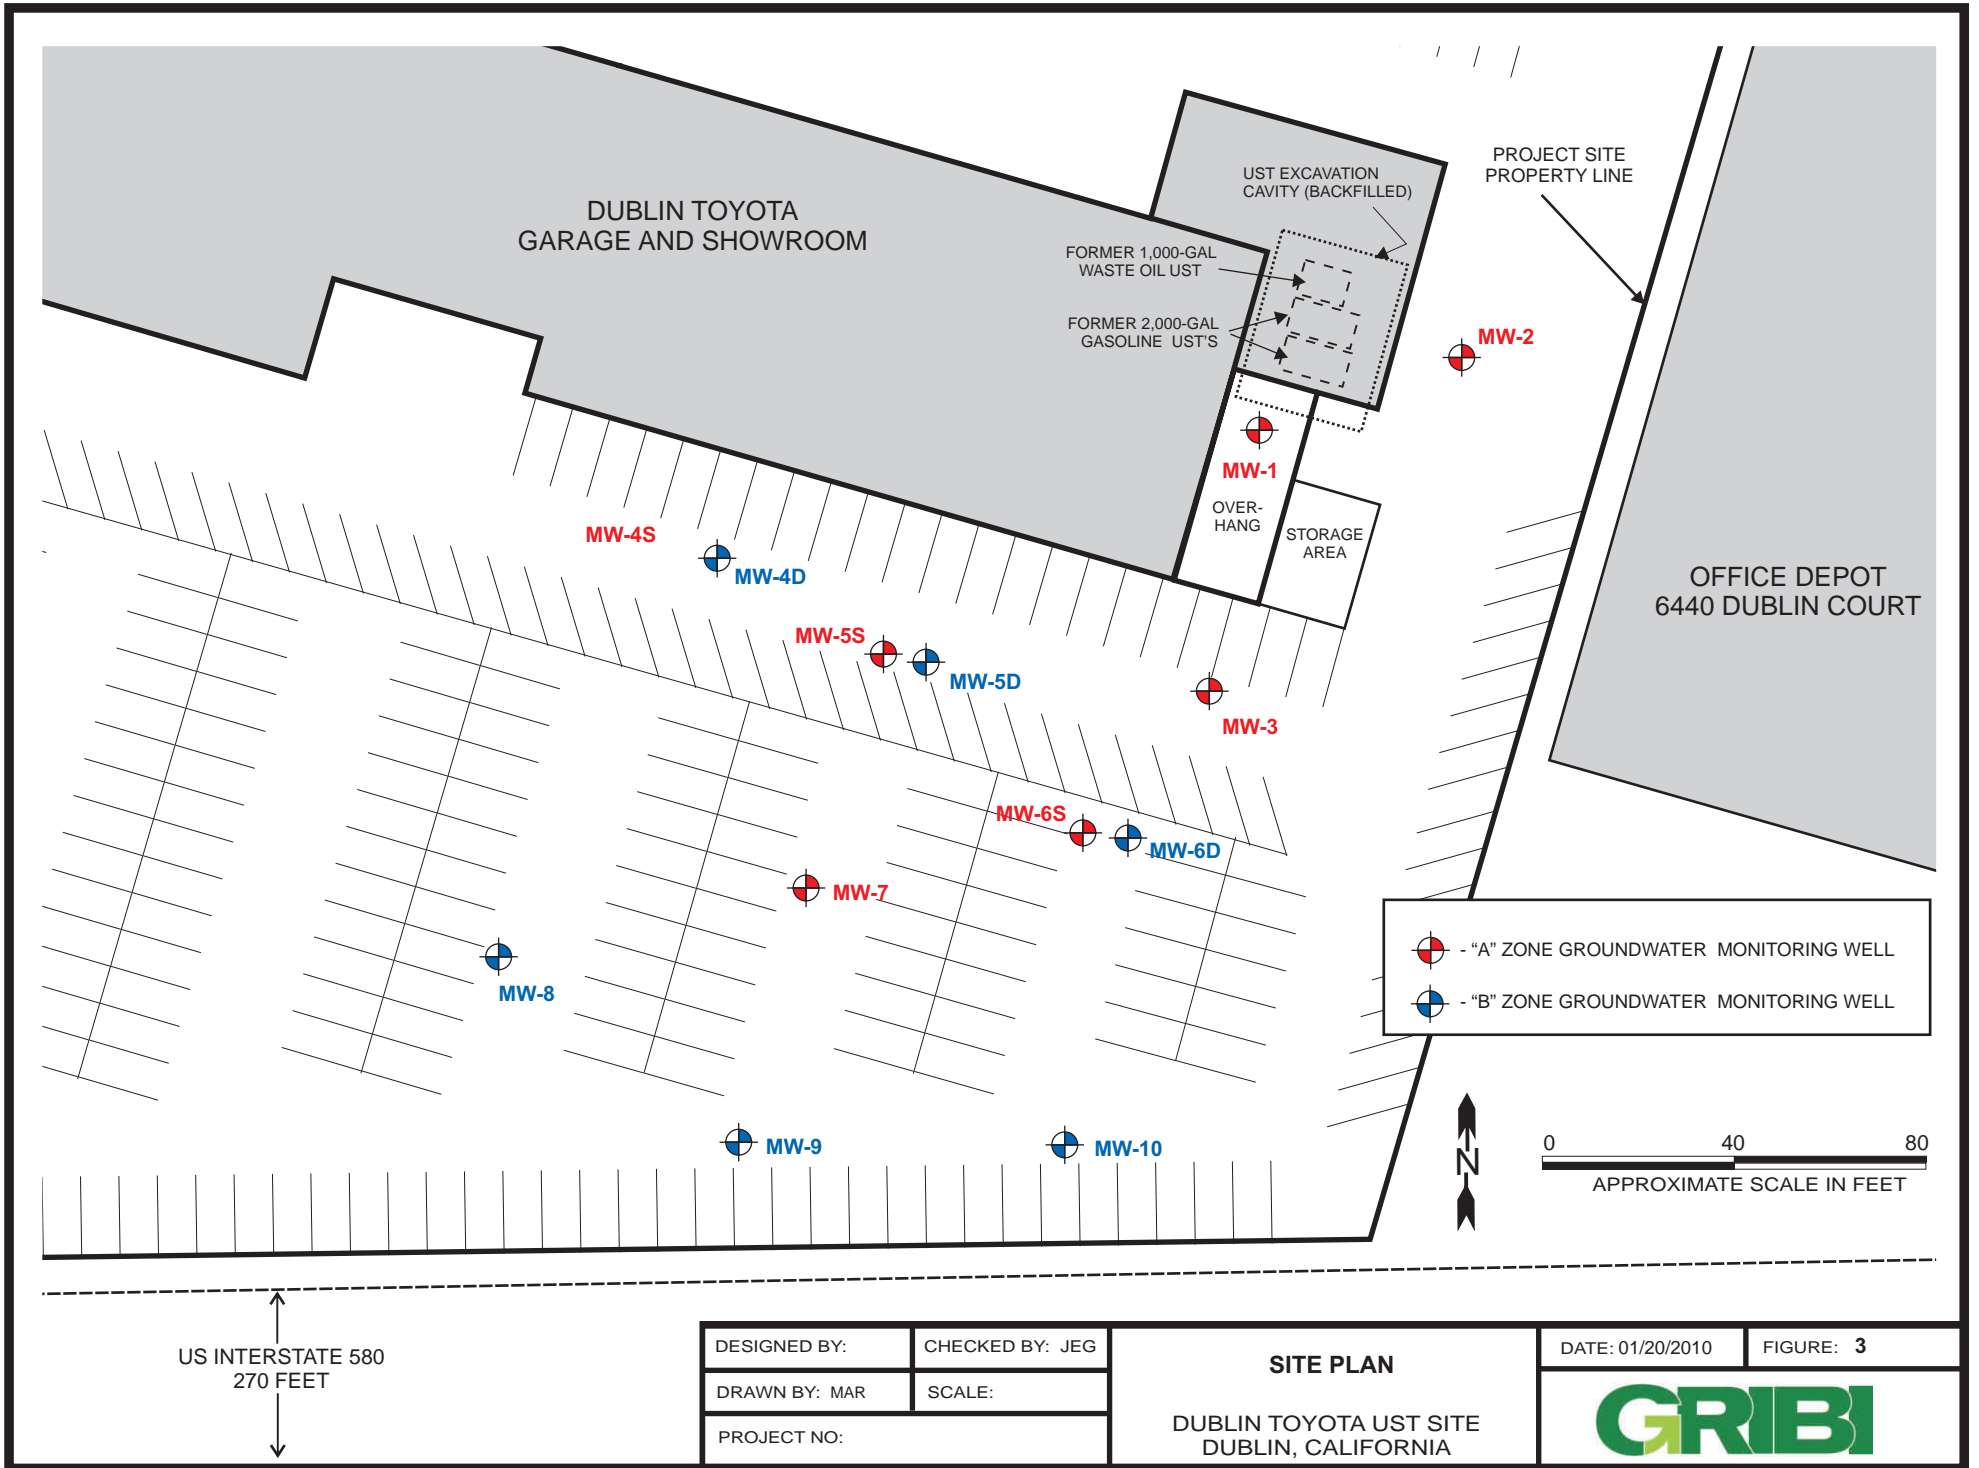 DUBLIN TOYOTA
GARAGE AND SHOWROOM
UST EXCAVATION
CAVITY (BACKFILLED)
PROJECT SITE
PROPERTY LINE
FORMER 1,000-GAL
WASTE OIL UST
FORMER 2,000-GAL
GASOLINE UST'S
MW-2
MW-1
OVER-
HANG
STORAGE
AREA
MW-4S
MW-4D
OFFICE DEPOT
6440 DUBLIN COURT
MW-5S
MW-5D
MW-3
MW-6S
MW-6D
MW-7
MW-8
- “A” ZONE GROUNDWATER MONITORING WELL
- “B” ZONE GROUNDWATER MONITORING WELL
MW-9
MW-10
N
0 40 80
APPROXIMATE SCALE IN FEET
US INTERSTATE 580
270 FEET
DESIGNED BY:
CHECKED BY: JEG
DRAWN BY: MAR
SCALE:
PROJECT NO:
SITE PLAN
DUBLIN TOYOTA UST SITE
DUBLIN, CALIFORNIA
DATE: 01/20/2010
FIGURE: 3
GRIBI